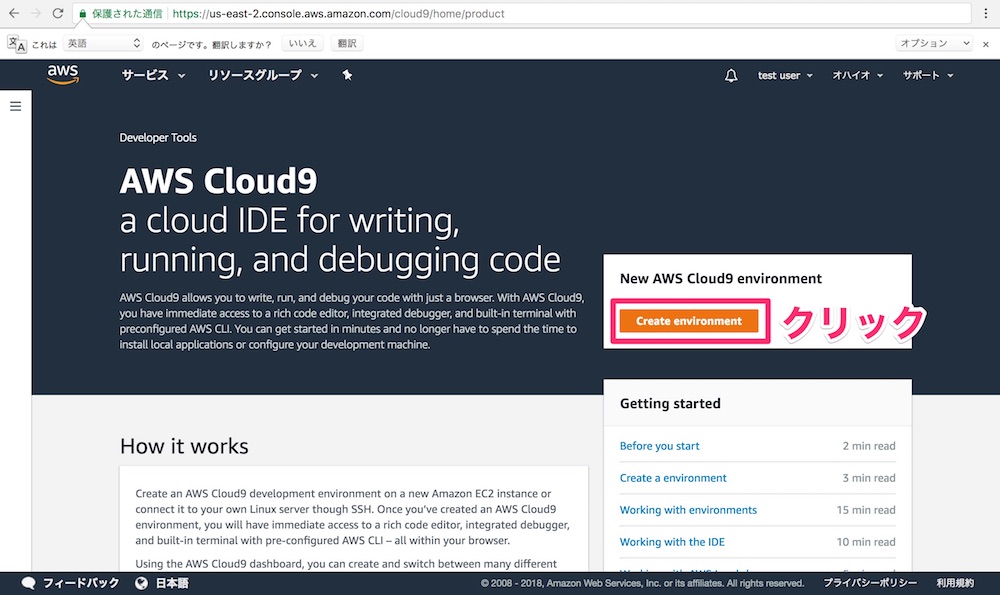 保護された通信 https://us-east-2.console.aws.amazon.com/cloud9/home/product
これは 英語 のページです。翻訳しますか？ いいえ 翻訳 オプション
aws サービス リソースグループ test user オハイオ サポート
Developer Tools
AWS Cloud9
a cloud IDE for writing,
running, and debugging code
AWS Cloud9 allows you to write, run, and debug your code with just a browser. With AWS Cloud9,
you have immediate access to a rich code editor, integrated debugger, and built-in terminal with
preconfigured AWS CLI. You can get started in minutes and no longer have to spend the time to
install local applications or configure your development machine.
New AWS Cloud9 environment
Create environment クリック
Getting started
Before you start 2 min read
Create a environment 3 min read
Working with environments 15 min read
Working with the IDE 10 min read
How it works
Create an AWS Cloud9 development environment on a new Amazon EC2 instance or
connect it to your own Linux server though SSH. Once you've created an AWS Cloud9
environment, you will have immediate access to a rich code editor, integrated debugger,
and built-in terminal with pre-configured AWS CLI – all within your browser.
Using the AWS Cloud9 dashboard, you can create and switch between many different
フィードバック 日本語 © 2008 - 2018, Amazon Web Services, Inc. or its affiliates. All rights reserved. プライバシーポリシー 利用規約